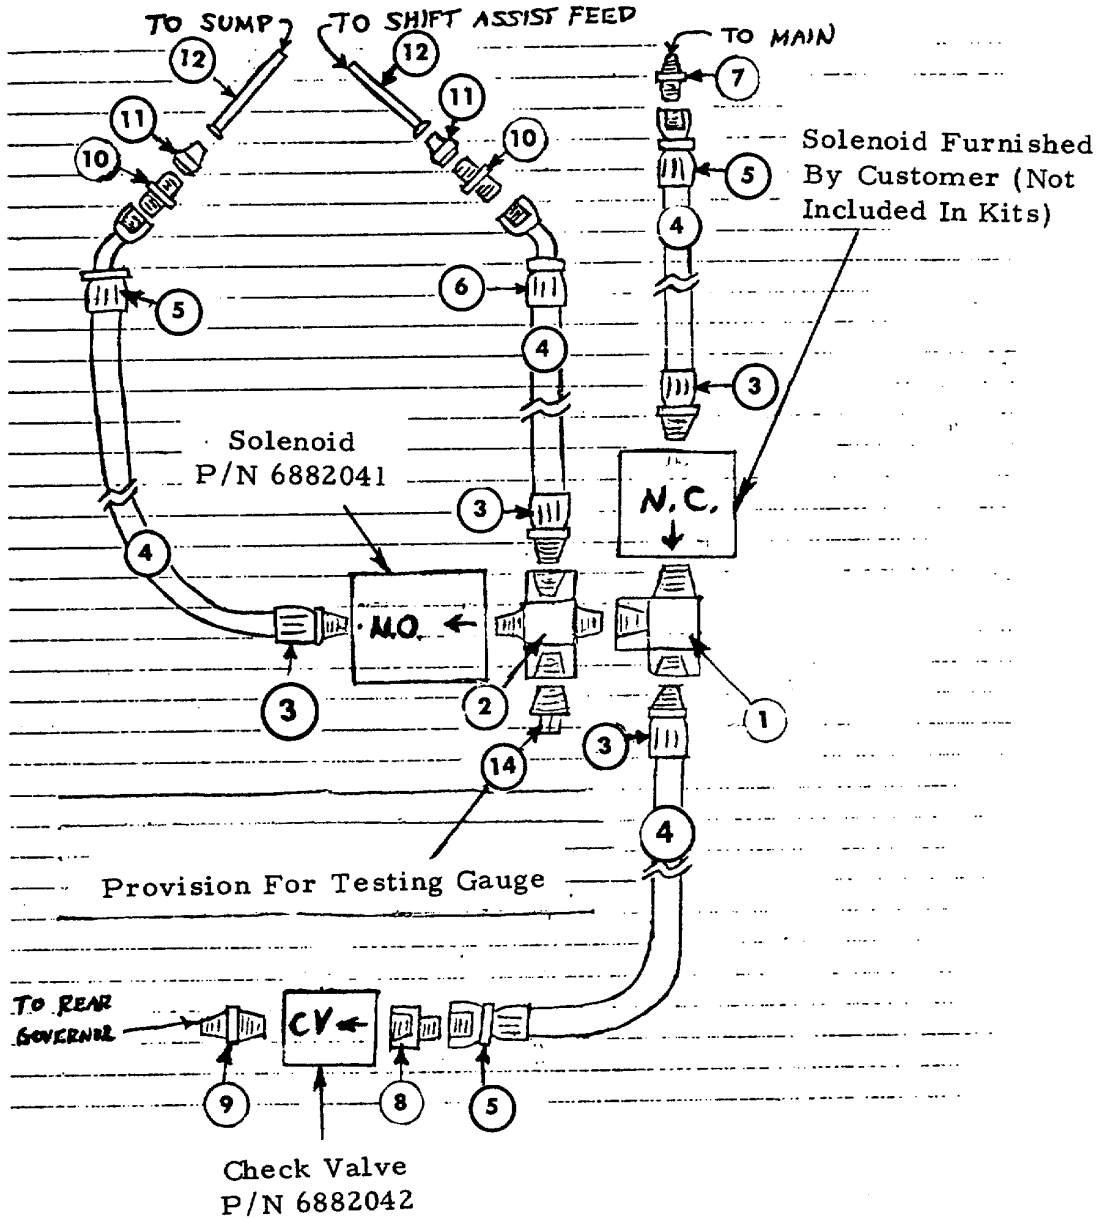 TO SUMP
TO SHIFT ASSIST FEED
TO MAIN
12
12
7
11
11
10
10
Solenoid Furnished
By Customer (Not
Included In Kits)
5
4
6
5
4
3
Solenoid
P/N 6882041
N.C.
3
4
N.O.
3
2
1
3
14
4
Provision For Testing Gauge
TO REAR
GOVERNOR
CV
9
8
5
Check Valve
P/N 6882042